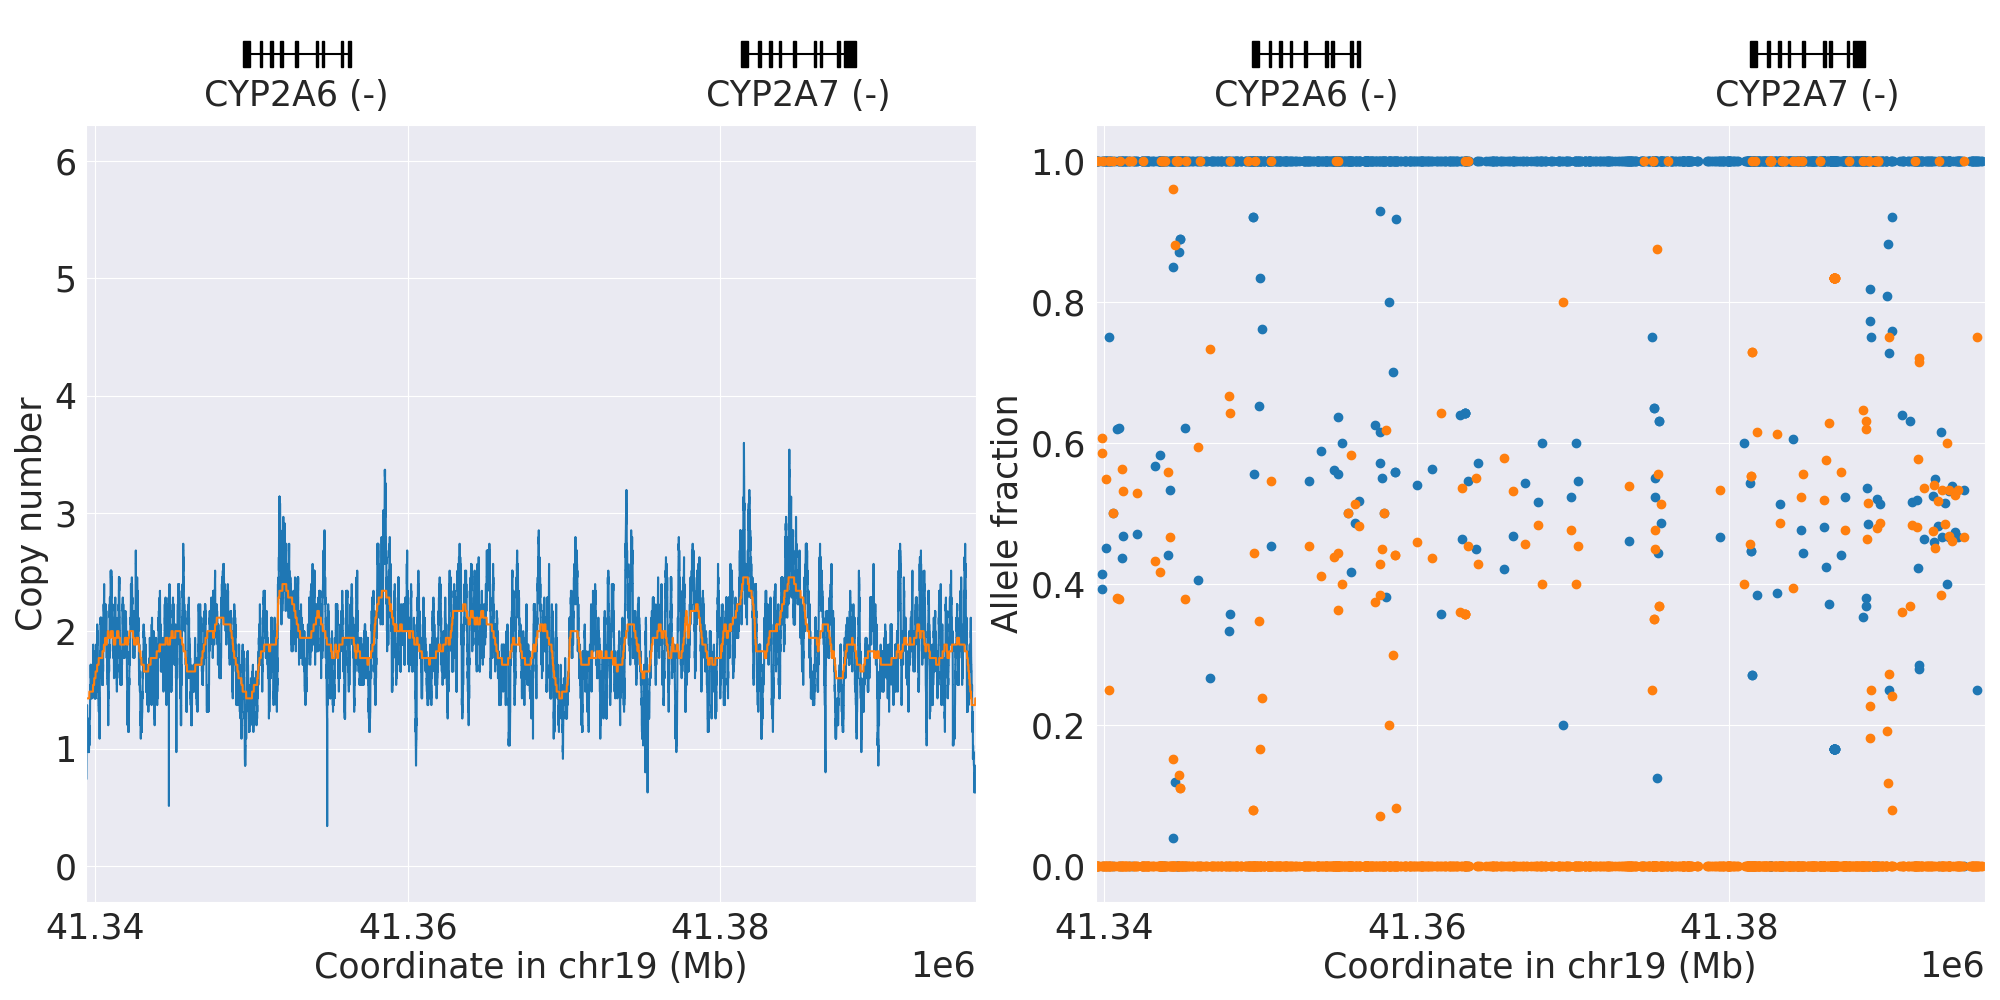 CYP2A6 (-) CYP2A7 (-) CYP2A6 (-) CYP2A7 (-)
Copy number
6
5
4
3
2
1
0
41.34 41.36 41.38
Coordinate in chr19 (Mb) 1e6
Allele fraction
1.0
0.8
0.6
0.4
0.2
0.0
41.34 41.36 41.38
Coordinate in chr19 (Mb) 1e6